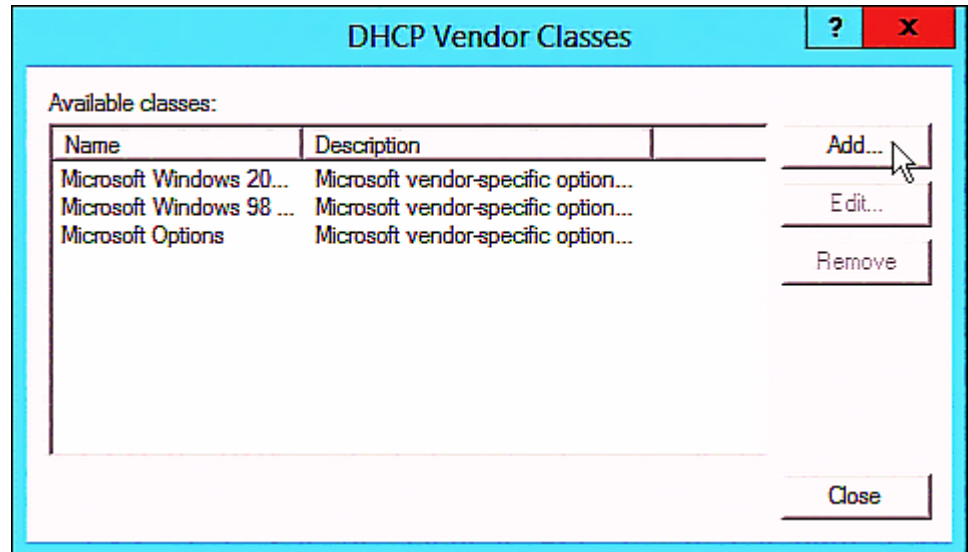 DHCP Vendor Classes
? x
Available classes:
Name Description
Add...
Microsoft Windows 20... Microsoft vendor-specific option...
Microsoft Windows 98 ... Microsoft vendor-specific option...
Edit...
Microsoft Options Microsoft vendor-specific option...
Remove
Close